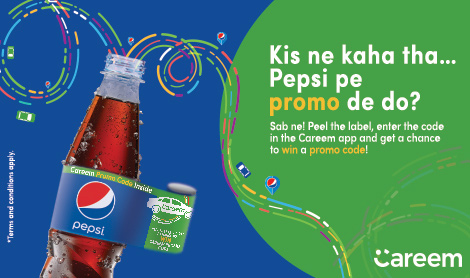 Kis ne kaha tha...
Pepsi pe
promo de do?
Sab ne! Peel the label, enter the code
in the Careem app and get a chance
to win a promo code!
Careem Promo Code Inside
pepsi
WIN
*Terms and conditions apply.
Careem